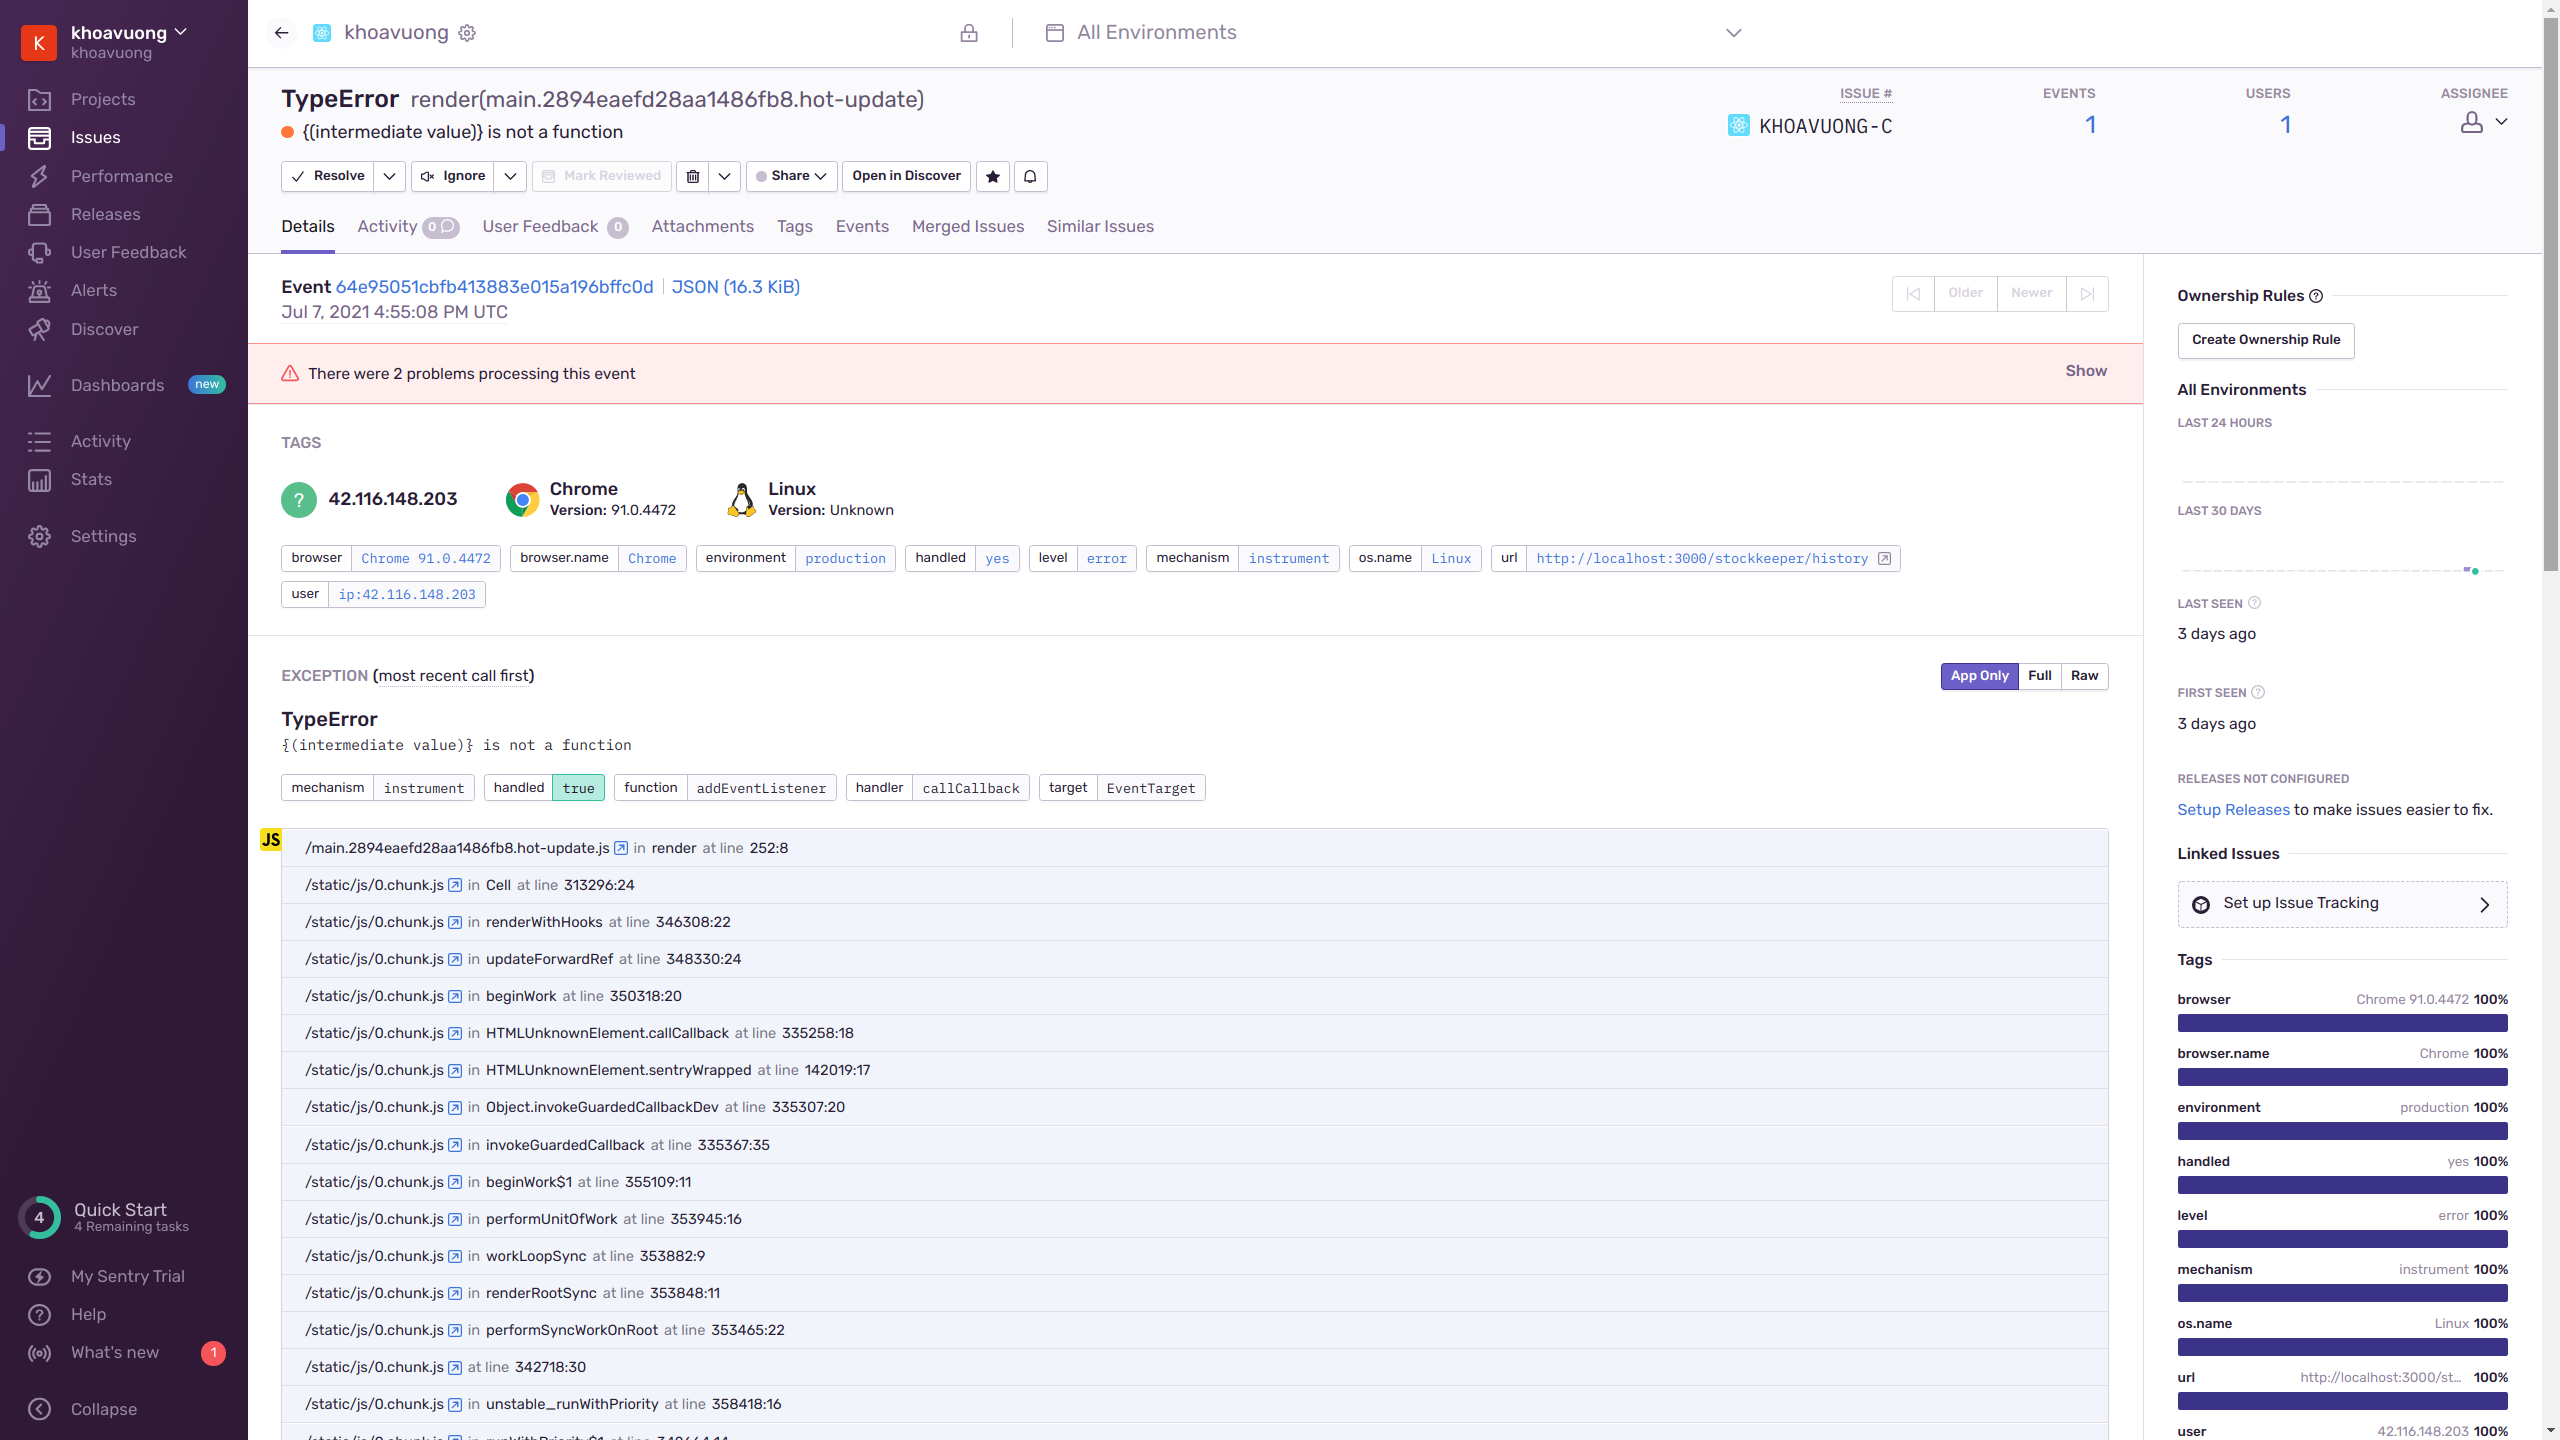 K
khoavuong
khoavuong
Projects
Issues
Performance
Releases
User Feedback
Alerts
Discover
Dashboards new
Activity
Stats
Settings
4
Quick Start
4 Remaining tasks
My Sentry Trial
Help
What's new 1
Collapse
khoavuong
All Environments
TypeError render(main.2894eaefd28aa1486fb8.hot-update)
{(intermediate value)} is not a function
ISSUE #
KHOAVUONG-C
EVENTS
1
USERS
1
ASSIGNEE
Resolve
Ignore
Mark Reviewed
Share
Open in Discover
Details
Activity 0
User Feedback 0
Attachments
Tags
Events
Merged Issues
Similar Issues
Event 64e95051cbfb413883e015a196bffc0d JSON (16.3 KiB)
Jul 7, 2021 4:55:08 PM UTC
Older
Newer
There were 2 problems processing this event
Show
TAGS
? 42.116.148.203
Chrome
Version: 91.0.4472
Linux
Version: Unknown
browser Chrome 91.0.4472
browser.name Chrome
environment production
handled yes
level error
mechanism instrument
os.name Linux
url http://localhost:3000/stockkeeper/history
user ip:42.116.148.203
EXCEPTION (most recent call first)
App Only
Full
Raw
TypeError
{(intermediate value)} is not a function
mechanism instrument
handled true
function addEventListener
handler callCallback
target EventTarget
JS
/main.2894eaefd28aa1486fb8.hot-update.js in render at line 252:8
/static/js/0.chunk.js in Cell at line 313296:24
/static/js/0.chunk.js in renderWithHooks at line 346308:22
/static/js/0.chunk.js in updateForwardRef at line 348330:24
/static/js/0.chunk.js in beginWork at line 350318:20
/static/js/0.chunk.js in HTMLUnknownElement.callCallback at line 335258:18
/static/js/0.chunk.js in HTMLUnknownElement.sentryWrapped at line 142019:17
/static/js/0.chunk.js in Object.invokeGuardedCallbackDev at line 335307:20
/static/js/0.chunk.js in invokeGuardedCallback at line 335367:35
/static/js/0.chunk.js in beginWork$1 at line 355109:11
/static/js/0.chunk.js in performUnitOfWork at line 353945:16
/static/js/0.chunk.js in workLoopSync at line 353882:9
/static/js/0.chunk.js in renderRootSync at line 353848:11
/static/js/0.chunk.js in performSyncWorkOnRoot at line 353465:22
/static/js/0.chunk.js at line 342718:30
/static/js/0.chunk.js in unstable_runWithPriority at line 358418:16
Ownership Rules
Create Ownership Rule
All Environments
LAST 24 HOURS
LAST 30 DAYS
LAST SEEN
3 days ago
FIRST SEEN
3 days ago
RELEASES NOT CONFIGURED
Setup Releases to make issues easier to fix.
Linked Issues
Set up Issue Tracking
Tags
browser Chrome 91.0.4472 100%
browser.name Chrome 100%
environment production 100%
handled yes 100%
level error 100%
mechanism instrument 100%
os.name Linux 100%
url http://localhost:3000/st... 100%
user 42.116.148.203 100%